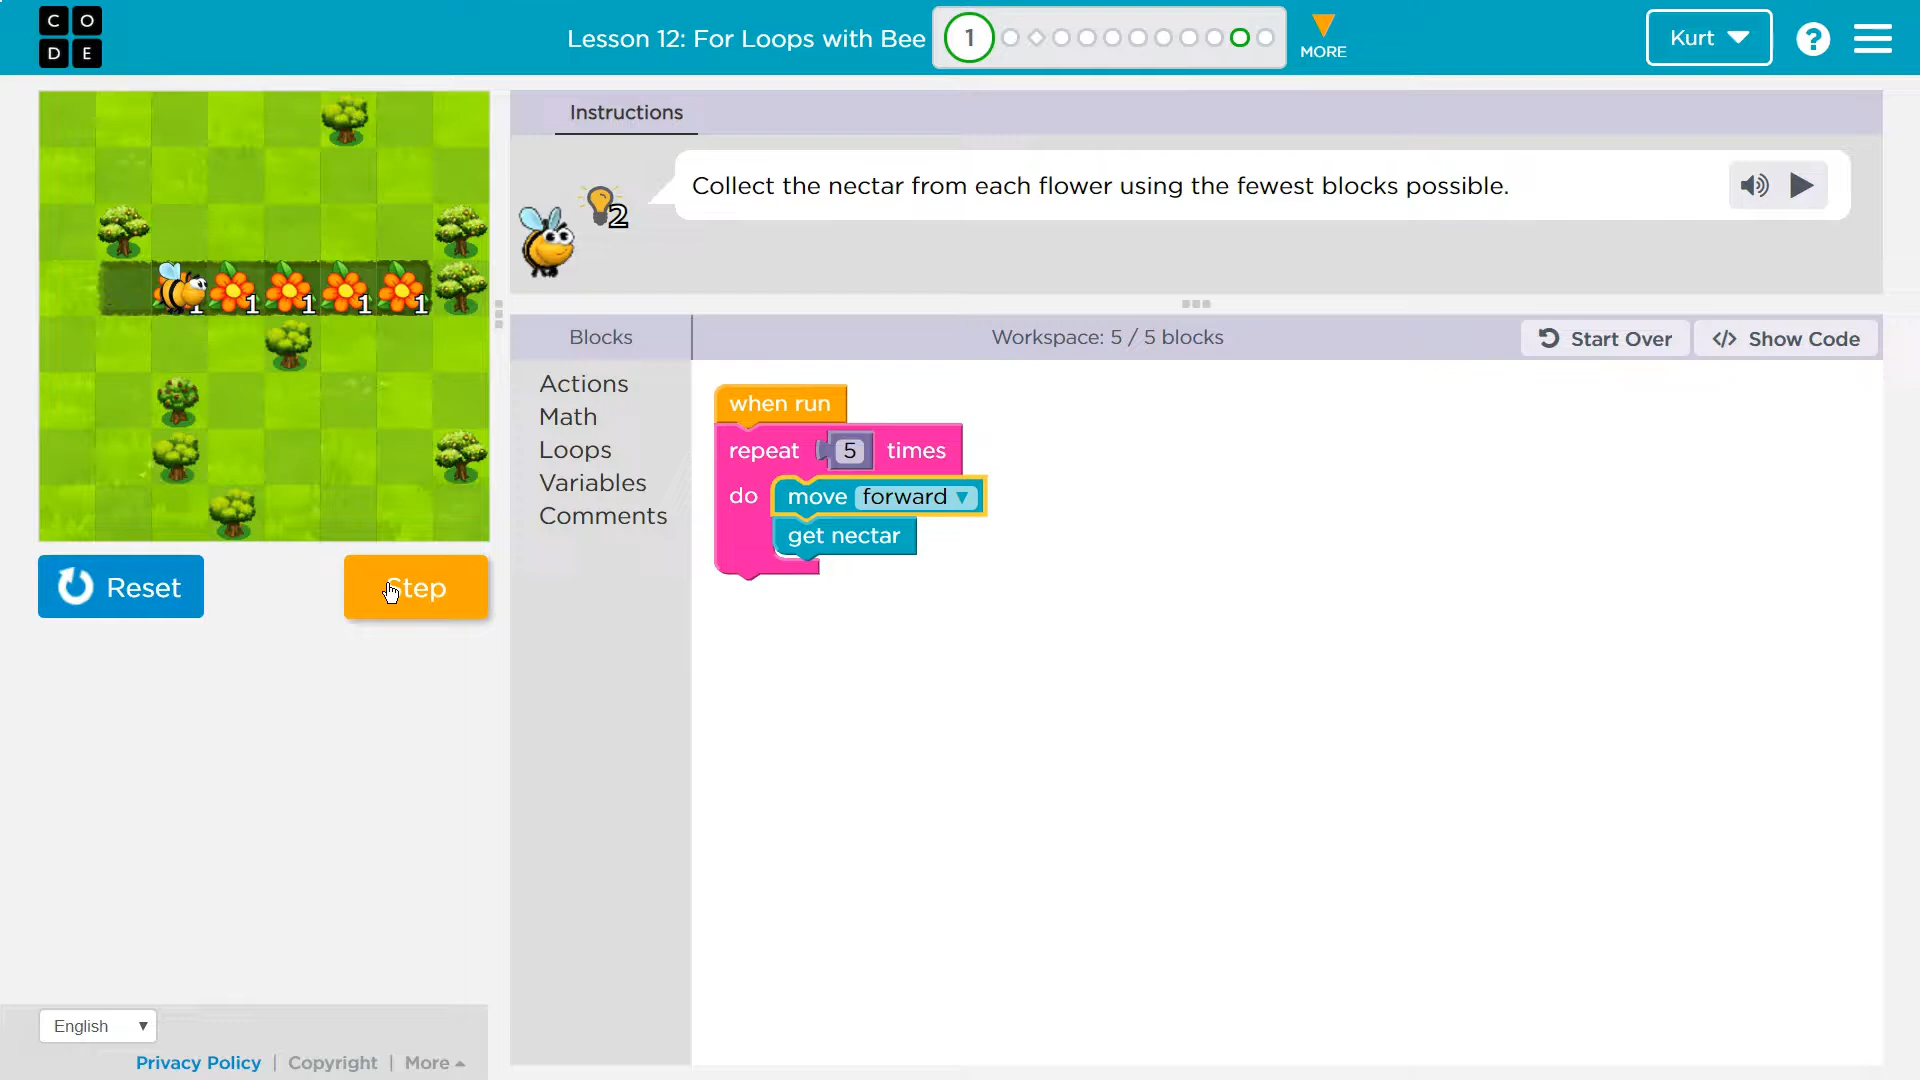 C O
D E
Lesson 12: For Loops with Bee
1
MORE
Kurt
?
Instructions
2
Collect the nectar from each flower using the fewest blocks possible.
1 1 1 1 1
Blocks
Workspace: 5 / 5 blocks
Start Over
</> Show Code
Actions
Math
Loops
Variables
Comments
when run
repeat 5 times
do move forward
get nectar
Reset
Step
English
Privacy Policy | Copyright | More